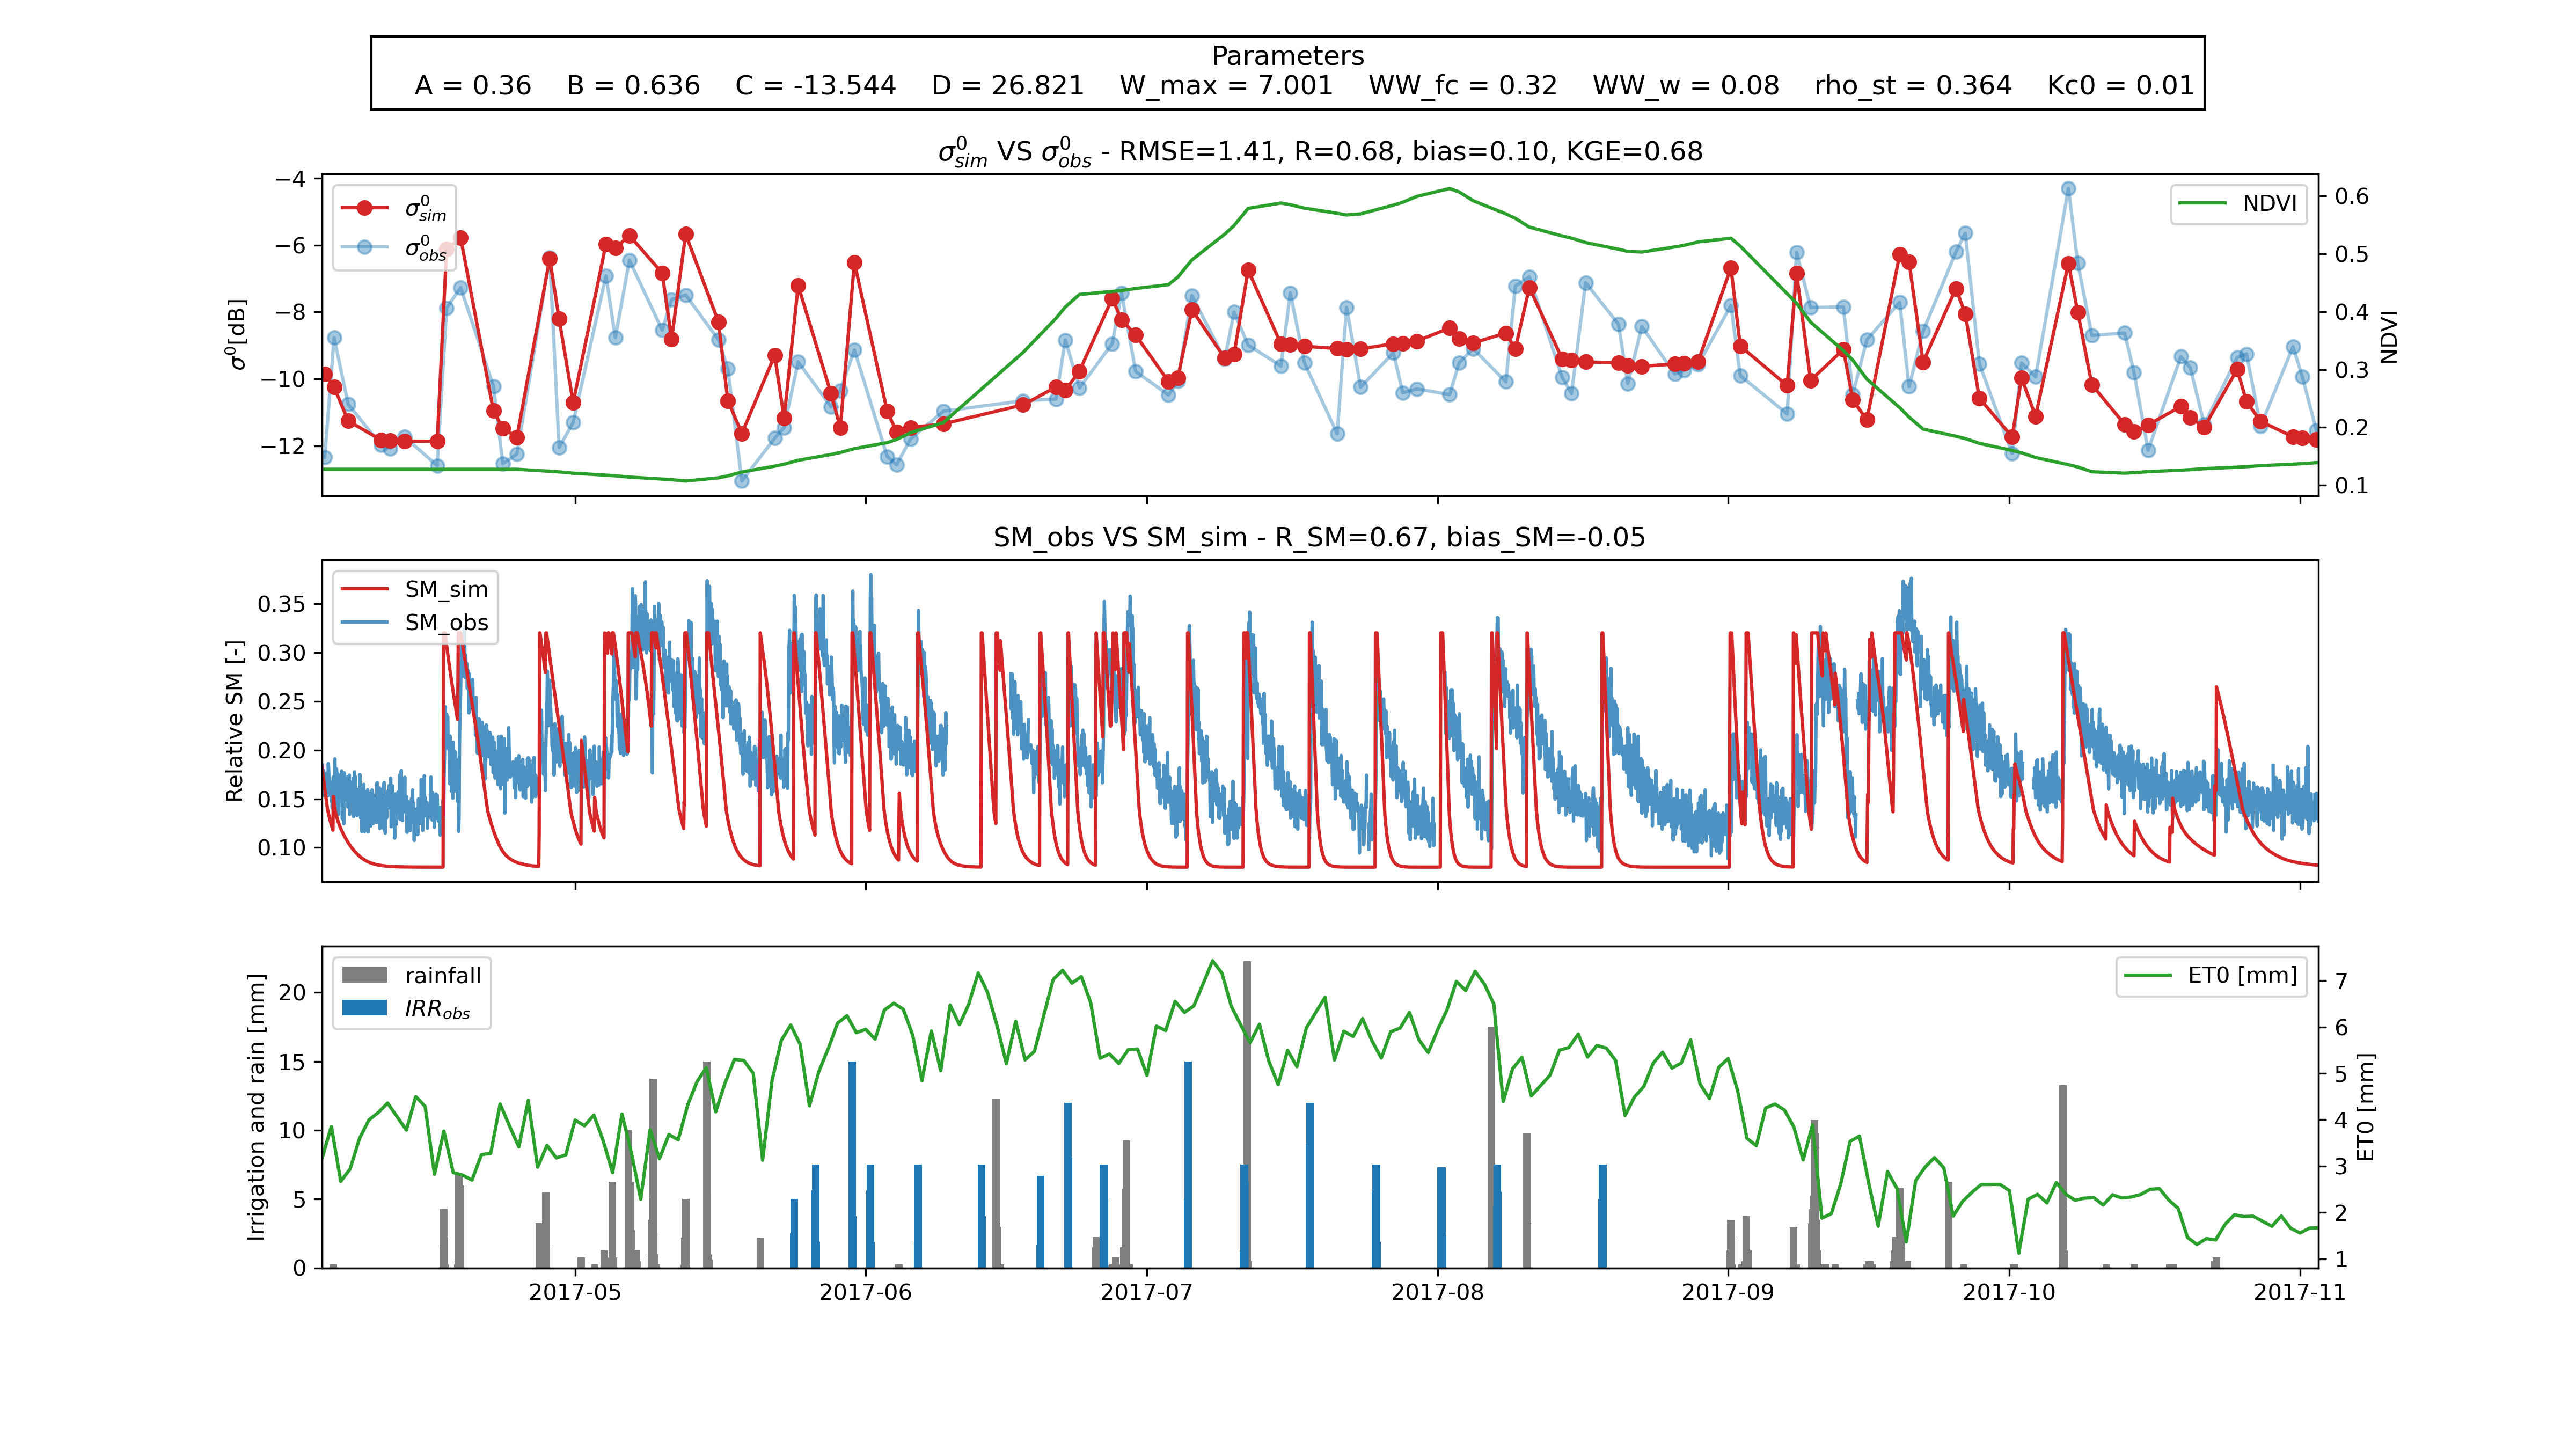 Parameters
A = 0.36 B = 0.636 C = -13.544 D = 26.821 W_max = 7.001 WW_fc = 0.32 WW_w = 0.08 rho_st = 0.364 Kc0 = 0.01
σ⁰sim VS σ⁰obs - RMSE=1.41, R=0.68, bias=0.10, KGE=0.68
σ⁰sim
σ⁰obs
NDVI
−4
−6
−8
−10
−12
σ⁰[dB]
0.6
0.5
0.4
0.3
0.2
0.1
NDVI
SM_obs VS SM_sim - R_SM=0.67, bias_SM=-0.05
SM_sim
SM_obs
0.35
0.30
0.25
0.20
0.15
0.10
Relative SM [-]
rainfall
IRRobs
ET0 [mm]
20
15
10
5
0
Irrigation and rain [mm]
7
6
5
4
3
2
1
ET0 [mm]
2017-05 2017-06 2017-07 2017-08 2017-09 2017-10 2017-11